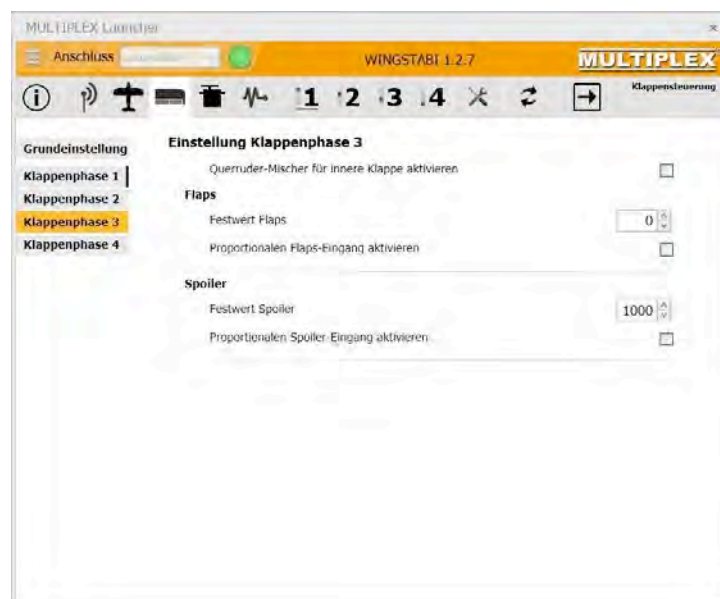 MULTIPLEX Launcher
Anschluss
WINGSTABI 1.2.7
MULTIPLEX
1 2 3 4
Klappensteuerung
Grundeinstellung
Klappenphase 1
Klappenphase 2
Klappenphase 3
Klappenphase 4
Einstellung Klappenphase 3
Querruder-Mischer für innere Klappe aktivieren
Flaps
Festwert Flaps
0
Proportionalen Flaps-Eingang aktivieren
Spoiler
Festwert Spoiler
1000
Proportionalen Spoiler-Eingang aktivieren